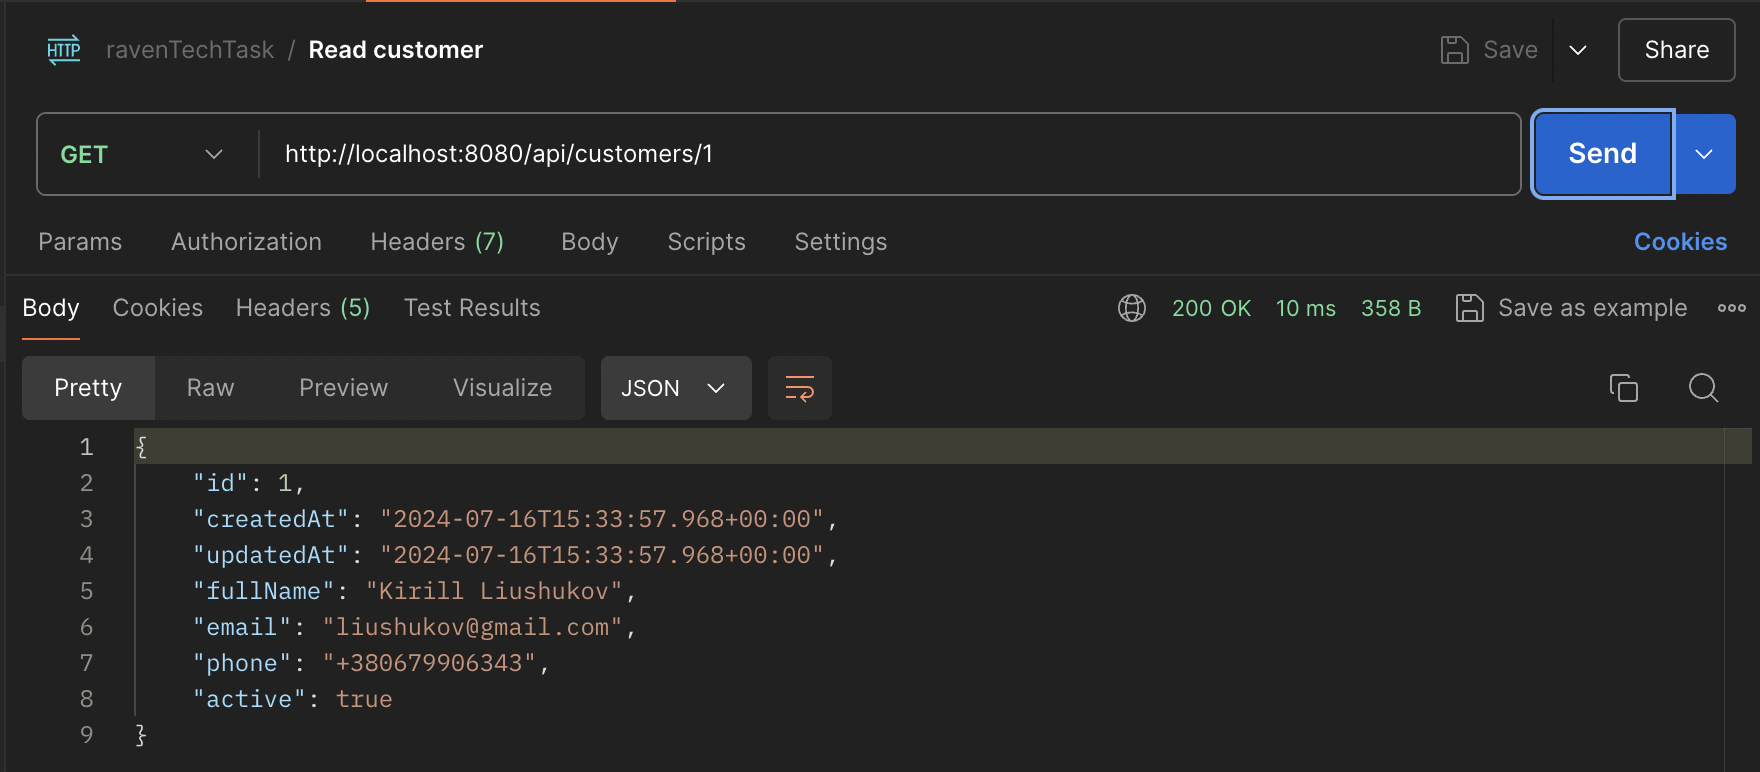 HTTP ravenTechTask / Read customer Save Share
GET http://localhost:8080/api/customers/1 Send
Params Authorization Headers (7) Body Scripts Settings Cookies
Body Cookies Headers (5) Test Results 200 OK 10 ms 358 B Save as example
Pretty Raw Preview Visualize JSON
1 {
2 "id": 1,
3 "createdAt": "2024-07-16T15:33:57.968+00:00",
4 "updatedAt": "2024-07-16T15:33:57.968+00:00",
5 "fullName": "Kirill Liushukov",
6 "email": "liushukov@gmail.com",
7 "phone": "+380679906343",
8 "active": true
9 }